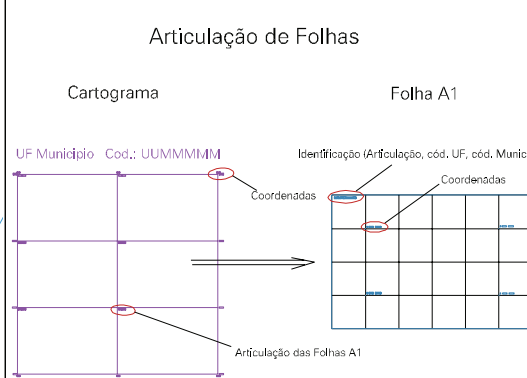 Articulação de Folhas
Cartograma
Folha A1
UF Municipio Cod.: UUMMMMM
Identificação (Articulação, cód. UF, cód. Munic
Coordenadas
Coordenadas
Articulação das Folhas A1